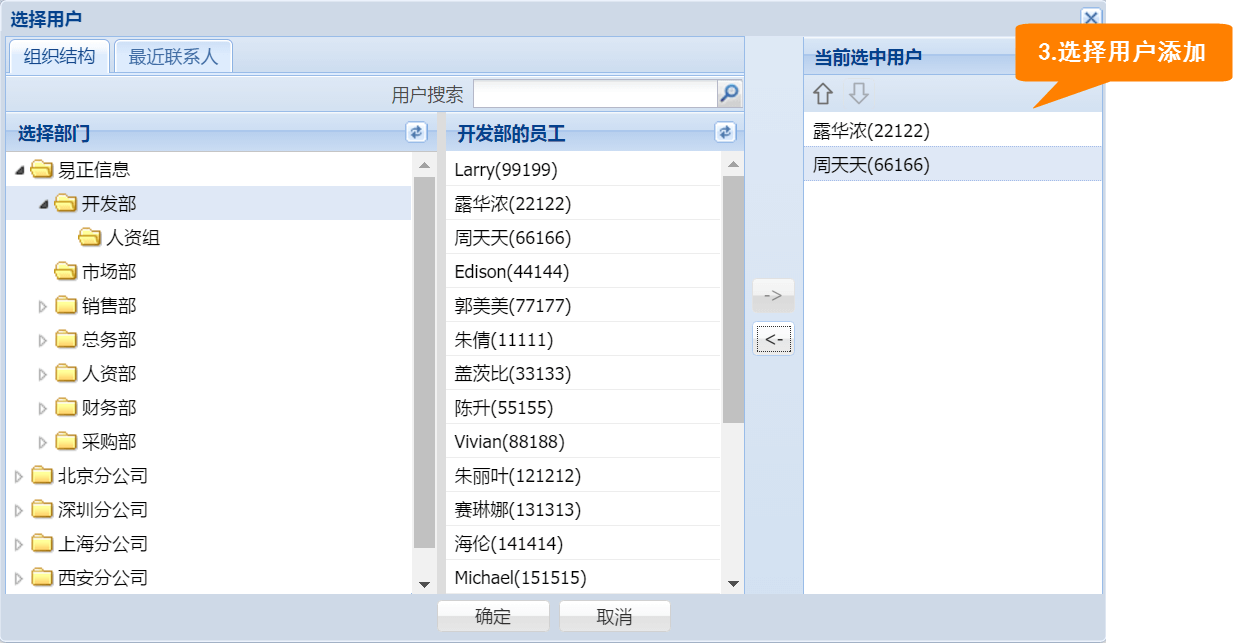 选择用户
组织结构
最近联系人
用户搜索
选择部门
易正信息
开发部
人资组
市场部
销售部
总务部
人资部
财务部
采购部
北京分公司
深圳分公司
上海分公司
西安分公司
开发部的员工
Larry(99199)
露华浓(22122)
周天天(66166)
Edison(44144)
郭美美(77177)
朱倩(11111)
盖茨比(33133)
陈升(55155)
Vivian(88188)
朱丽叶(121212)
赛琳娜(131313)
海伦(141414)
Michael(151515)
->
<-
当前选中用户
3.选择用户添加
露华浓(22122)
周天天(66166)
确定
取消